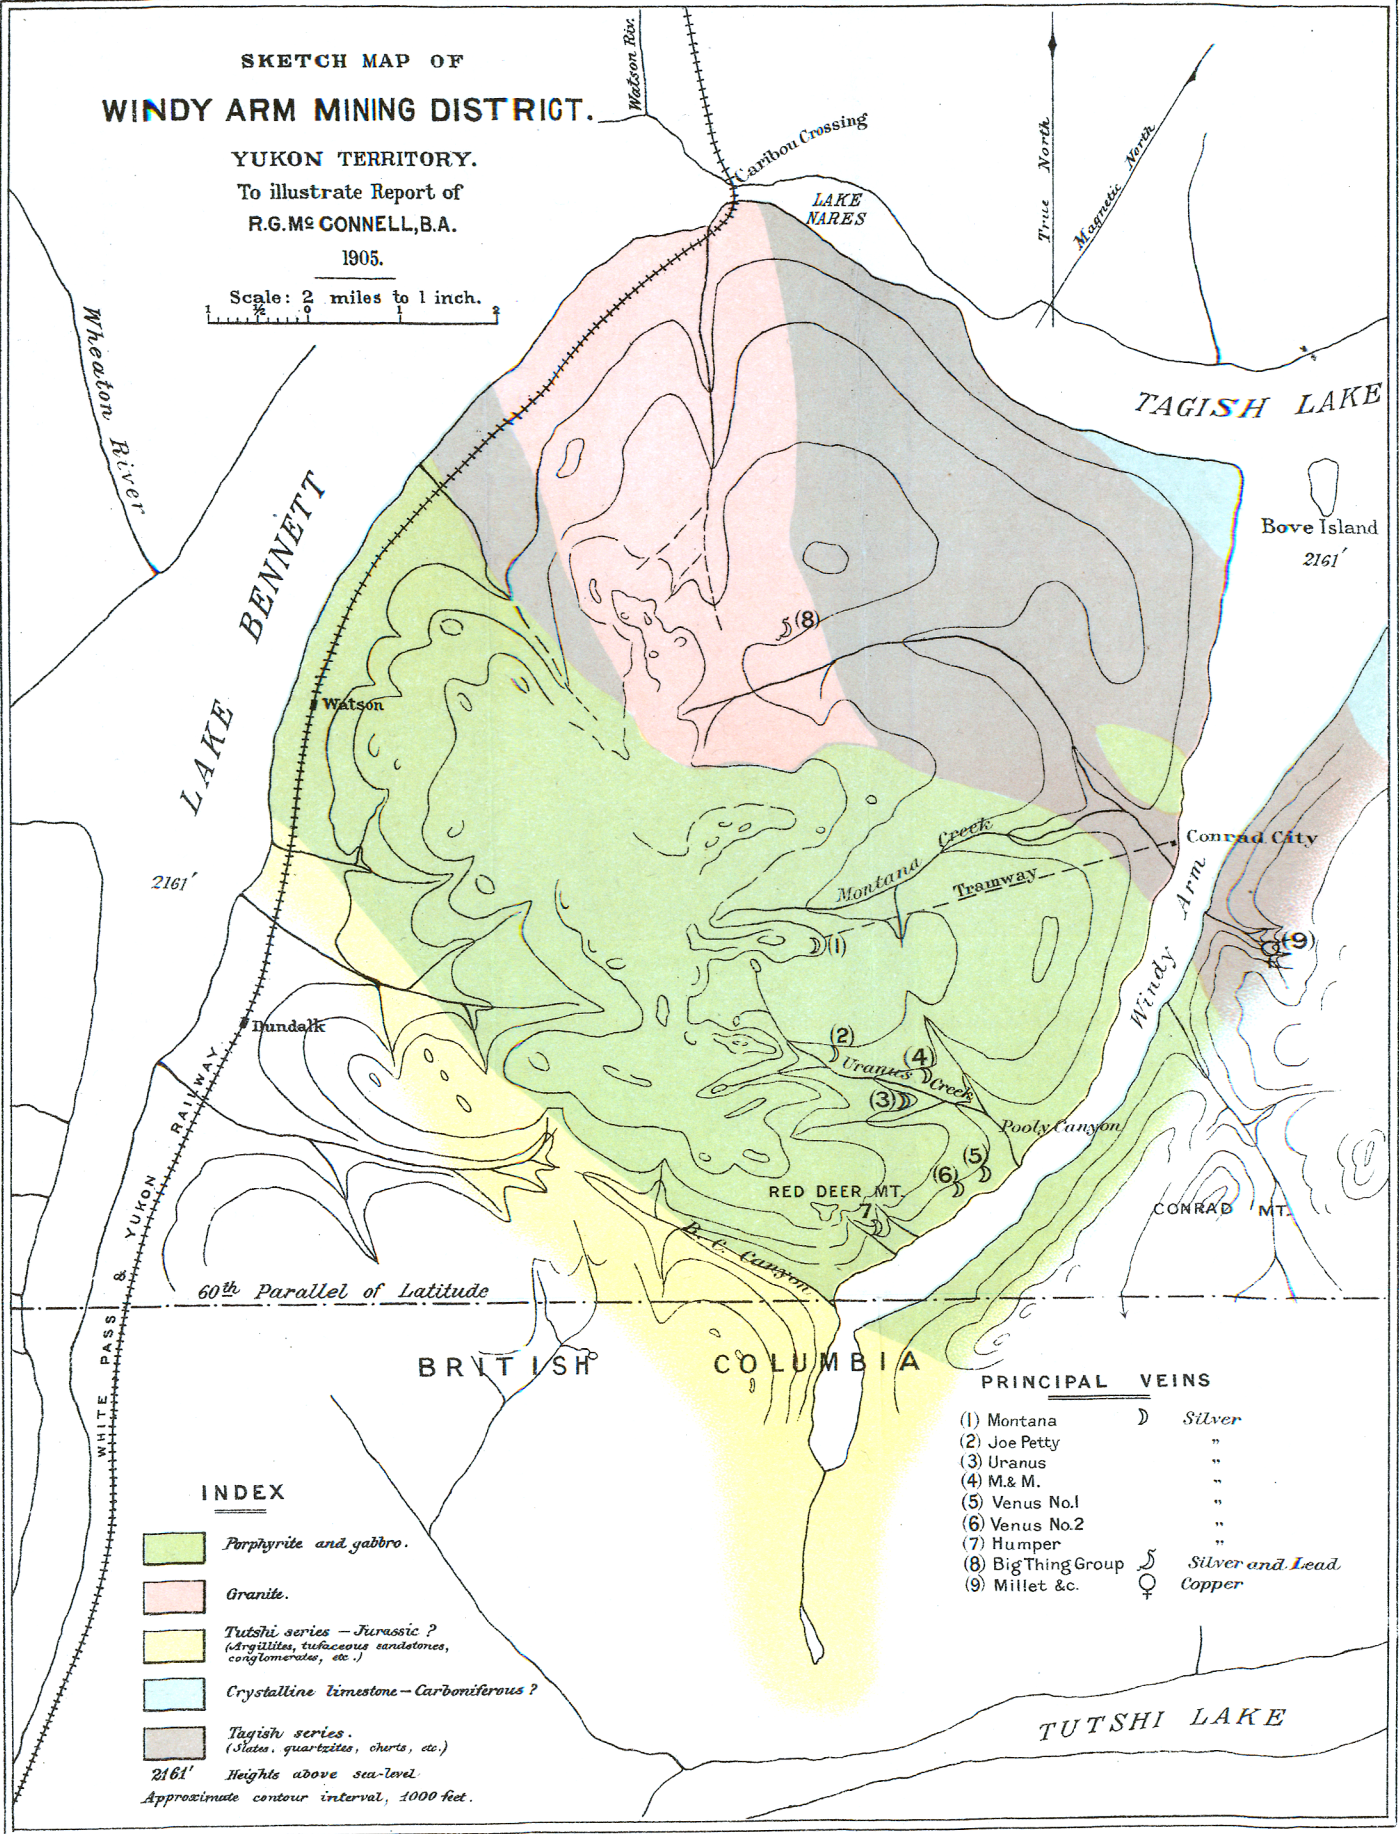 SKETCH MAP OF
WINDY ARM MINING DISTRICT.
YUKON TERRITORY.
To illustrate Report of
R.G. Mc CONNELL, B.A.
1905.
Scale: 2 miles to 1 inch.
1 ½ 0 1 2
Watson Riv.
Caribou Crossing
LAKE
NARES
True North
Magnetic North
Wheaton River
TAGISH LAKE
Bove Island
2161'
LAKE BENNETT
(8)
Watson
2161'
Conrad City
Montana Creek
Tramway
Windy Arm
(1)
(9)
Dundalk
(2)
Uranus Creek
(4)
(3)
Pooly Canyon
(5)
(6)
RED DEER MT.
7
CONRAD MT.
B. C. Canyon
60th Parallel of Latitude
WHITE PASS & YUKON RAILWAY
BRITISH COLUMBIA
PRINCIPAL VEINS
(1) Montana Silver
(2) Joe Petty "
(3) Uranus "
(4) M.& M. "
(5) Venus No.1 "
(6) Venus No.2 "
(7) Humper "
(8) Big Thing Group Silver and Lead
(9) Millet &c. Copper
INDEX
Porphyrite and gabbro.
Granite.
Tutshi series – Jurassic ?
(Argillites, tufaceous sandstones,
conglomerates, etc.)
Crystalline limestone – Carboniferous ?
Tagish series.
(Slates, quartzites, cherts, etc.)
2161' Heights above sea-level
Approximate contour interval, 1000 feet.
TUTSHI LAKE